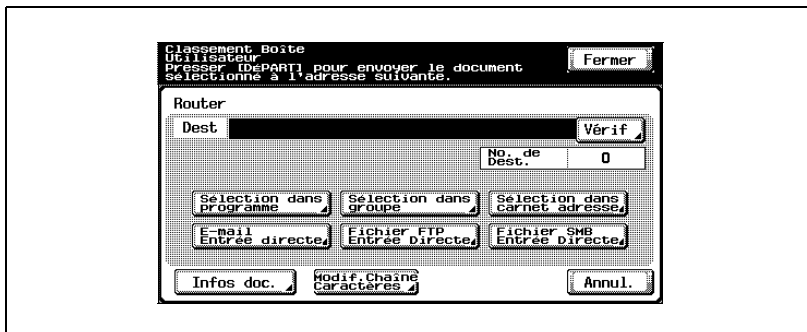 Classement Boîte
Utilisateur
Presser [DéPART] pour envoyer le document
sélectionné à l'adresse suivante.
Fermer
Router
Dest
Vérif
No. de
Dest.
0
Sélection dans
programme
Sélection dans
groupe
Sélection dans
carnet adresse
E-mail
Entrée directe
Fichier FTP
Entrée Directe
Fichier SMB
Entrée Directe
Infos doc.
Modif.Chaîne
Caractères
Annul.